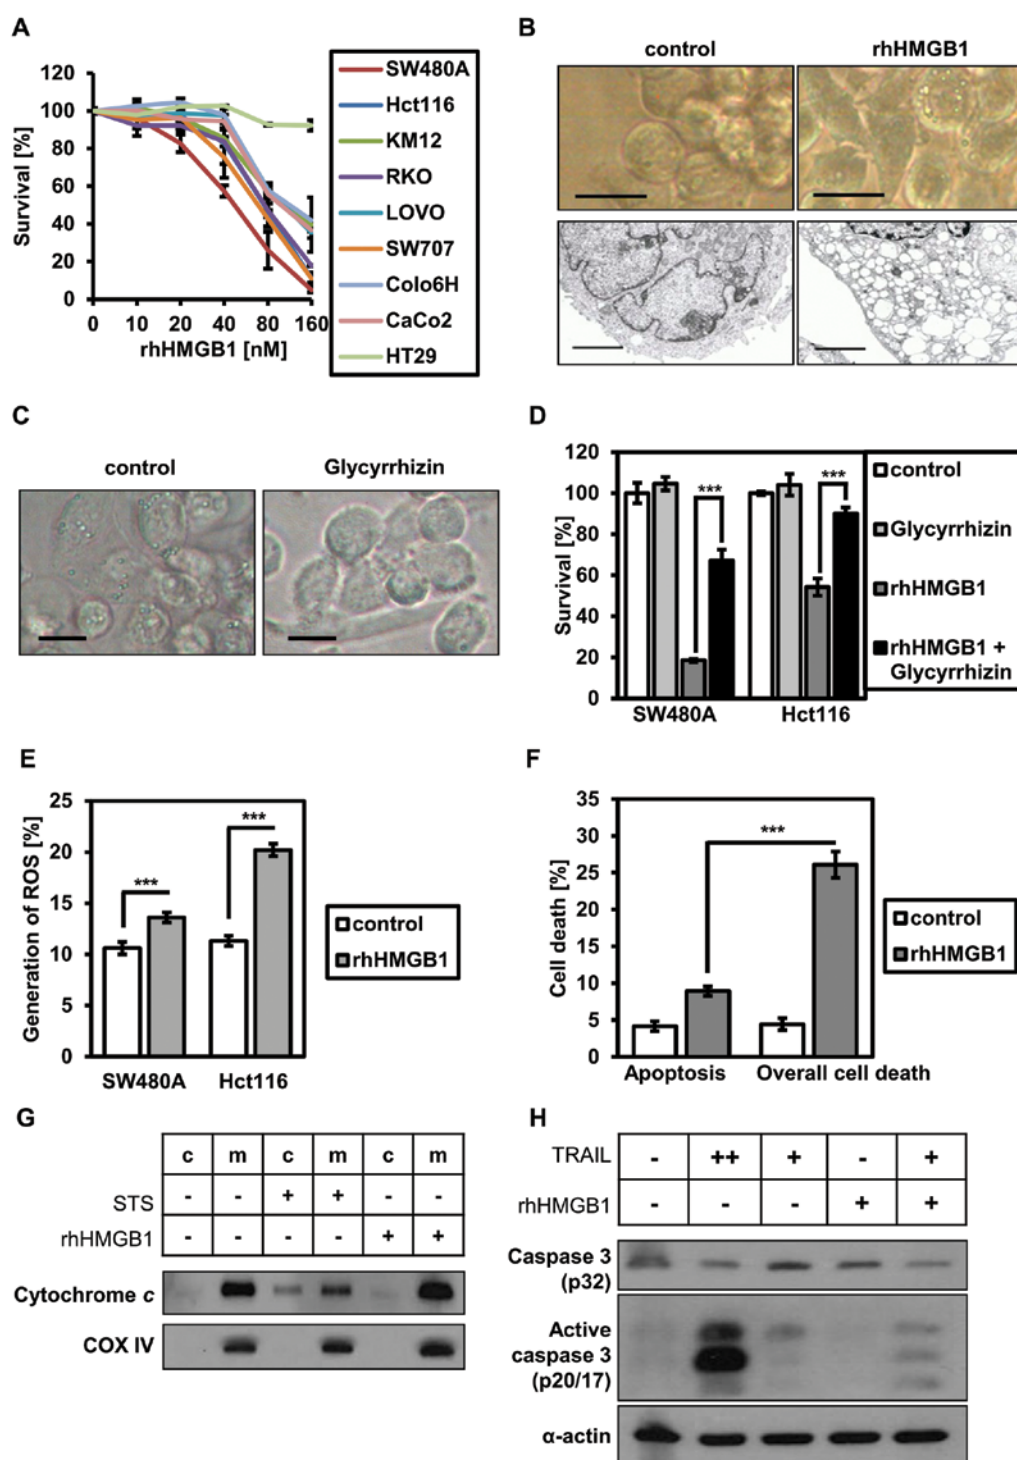 A
Survival [%]
120
100
80
60
40
20
0
0 10 20 40 80 160
rhHMGB1 [nM]
SW480A
Hct116
KM12
RKO
LOVO
SW707
Colo6H
CaCo2
HT29
B
control rhHMGB1
C
control Glycyrrhizin
D
Survival [%]
120
100
80
60
40
20
0
*** ***
SW480A Hct116
control
Glycyrrhizin
rhHMGB1
rhHMGB1 +
Glycyrrhizin
E
Generation of ROS [%]
25
20
15
10
5
0
*** ***
SW480A Hct116
control
rhHMGB1
F
Cell death [%]
35
30
25
20
15
10
5
0
***
Apoptosis Overall cell death
control
rhHMGB1
G
c m c m c m
STS - - + + - -
rhHMGB1 - - - - + +
Cytochrome c
COX IV
H
TRAIL - ++ + - +
rhHMGB1 - - - + +
Caspase 3
(p32)
Active
caspase 3
(p20/17)
α-actin